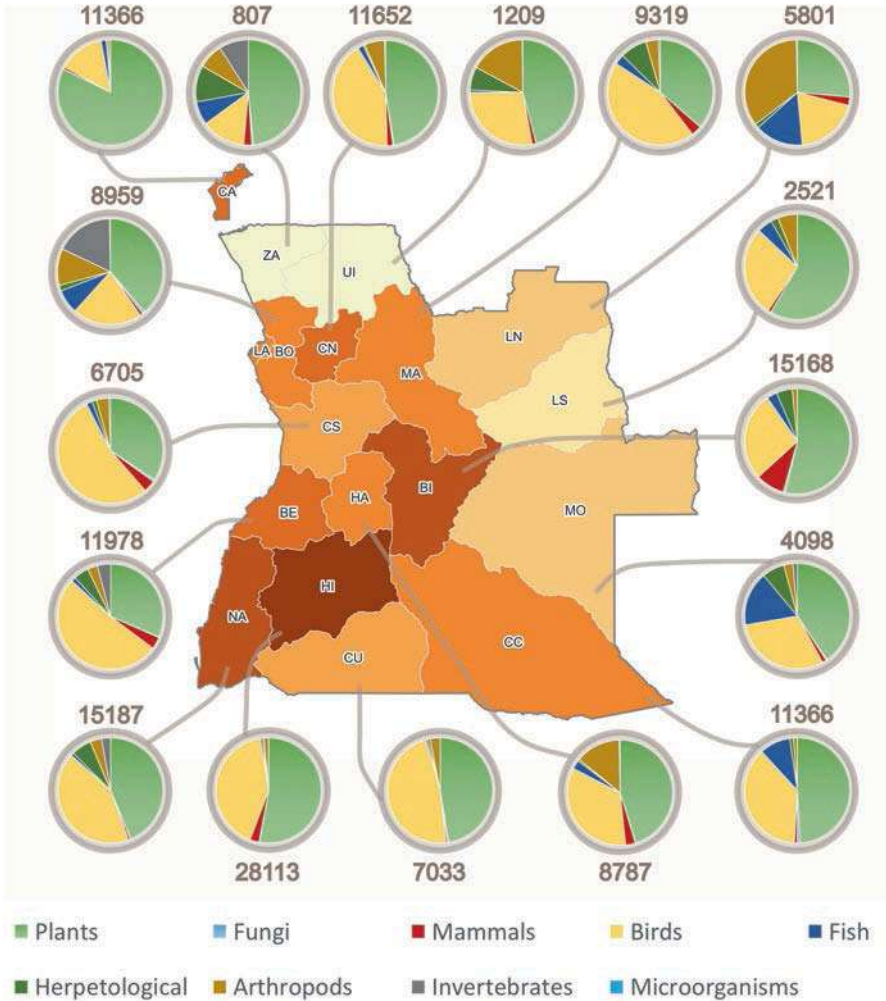 11366 807 11652 1209 9319 5801
CA
8959 2521
ZA
UI
LN
LA BO CN
MA
6705 15168
LS
CS
BI
HA
BE MO
11978 4098
HI
NA
CC
CU
15187 11366
28113 7033 8787
Plants Fungi Mammals Birds Fish
Herpetological Arthropods Invertebrates Microorganisms